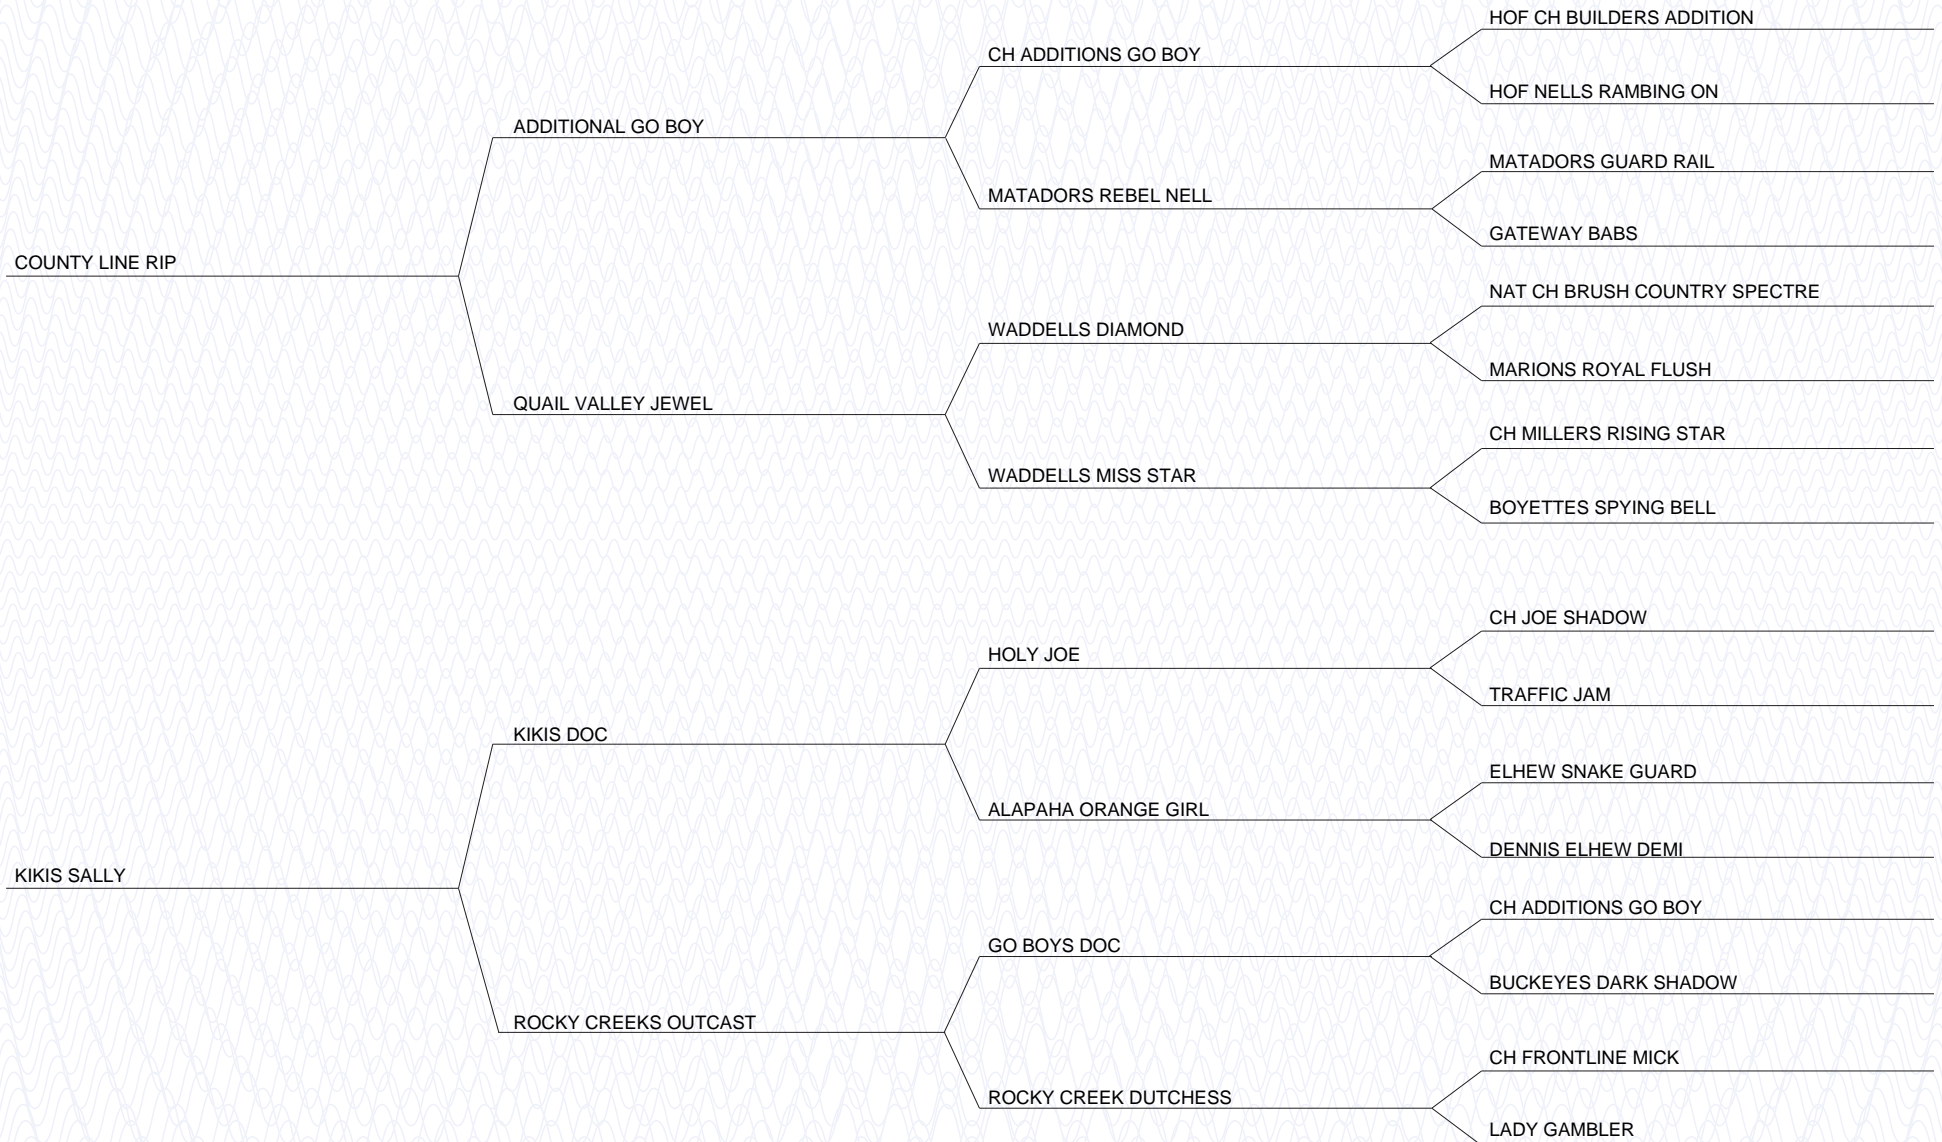 HOF CH BUILDERS ADDITION
CH ADDITIONS GO BOY
HOF NELLS RAMBING ON
ADDITIONAL GO BOY
MATADORS GUARD RAIL
MATADORS REBEL NELL
GATEWAY BABS
COUNTY LINE RIP
NAT CH BRUSH COUNTRY SPECTRE
WADDELLS DIAMOND
MARIONS ROYAL FLUSH
QUAIL VALLEY JEWEL
CH MILLERS RISING STAR
WADDELLS MISS STAR
BOYETTES SPYING BELL
CH JOE SHADOW
HOLY JOE
TRAFFIC JAM
KIKIS DOC
ELHEW SNAKE GUARD
ALAPAHA ORANGE GIRL
DENNIS ELHEW DEMI
KIKIS SALLY
CH ADDITIONS GO BOY
GO BOYS DOC
BUCKEYES DARK SHADOW
ROCKY CREEKS OUTCAST
CH FRONTLINE MICK
ROCKY CREEK DUTCHESS
LADY GAMBLER